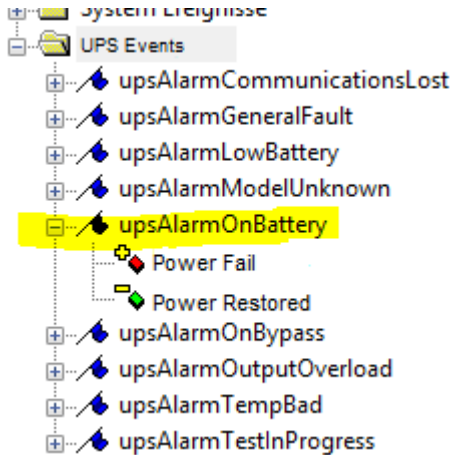 System Ereignisse
UPS Events
upsAlarmCommunicationsLost
upsAlarmGeneralFault
upsAlarmLowBattery
upsAlarmModelUnknown
upsAlarmOnBattery
Power Fail
Power Restored
upsAlarmOnBypass
upsAlarmOutputOverload
upsAlarmTempBad
upsAlarmTestInProgress